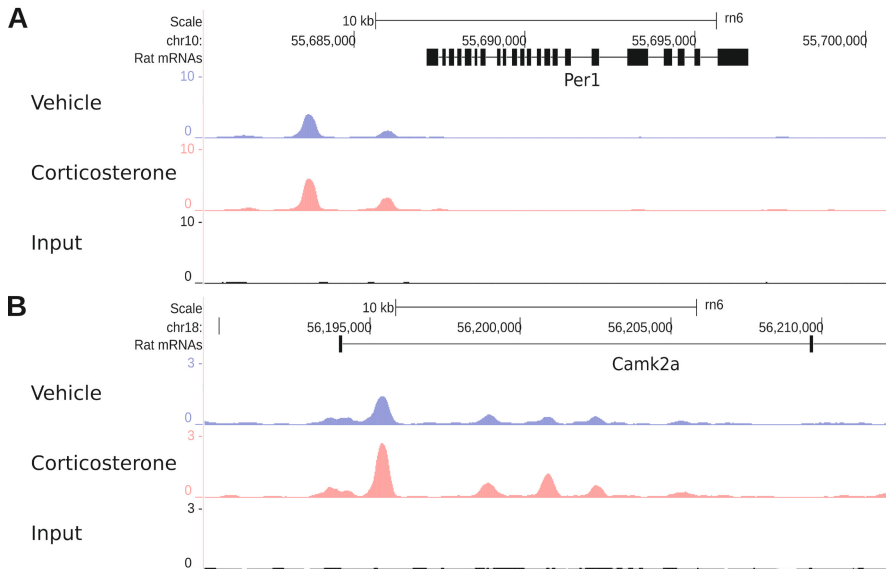 A
Scale 10 kb rn6
chr10: 55,685,000 55,690,000 55,695,000 55,700,000
Rat mRNAs
Per1
10
Vehicle
0
10
Corticosterone
0
10
Input
0
B
Scale 10 kb rn6
chr18: 56,195,000 56,200,000 56,205,000 56,210,000
Rat mRNAs
Camk2a
3
Vehicle
0
3
Corticosterone
0
3
Input
0